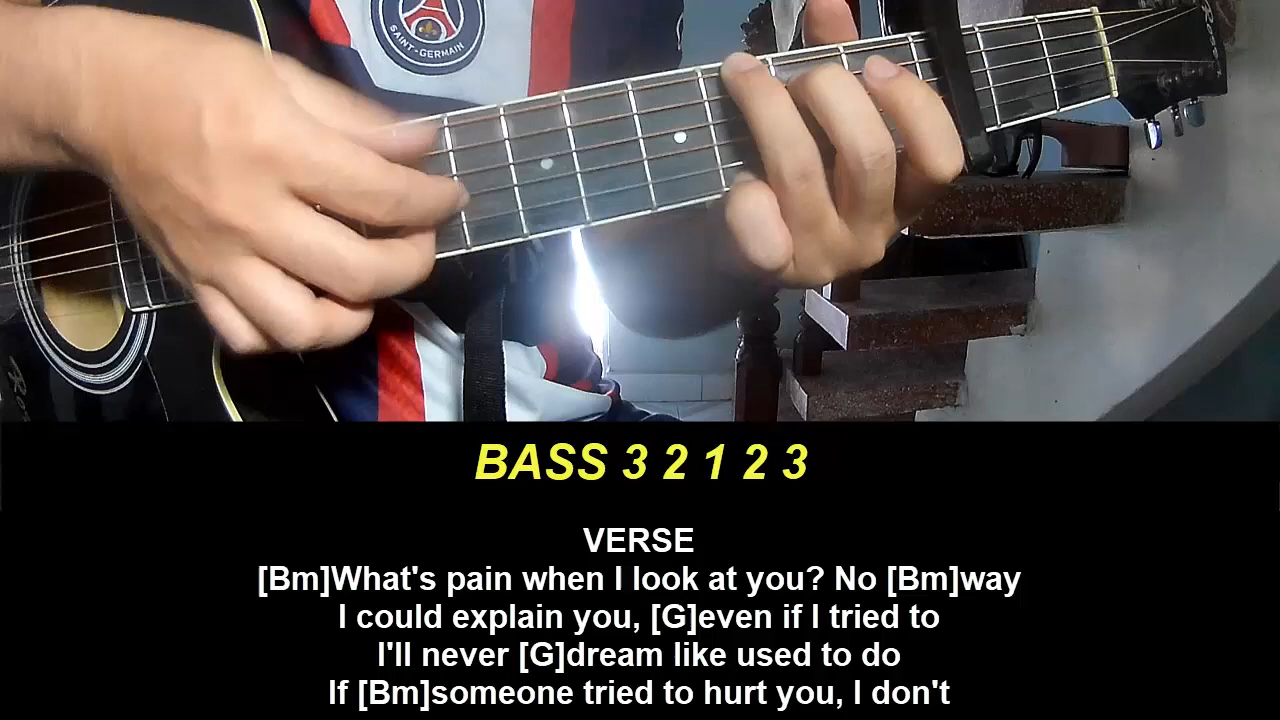 SAINT-GERMAIN
BASS 3 2 1 2 3
VERSE
[Bm]What's pain when I look at you? No [Bm]way
I could explain you, [G]even if I tried to
I'll never [G]dream like used to do
If [Bm]someone tried to hurt you, I don't